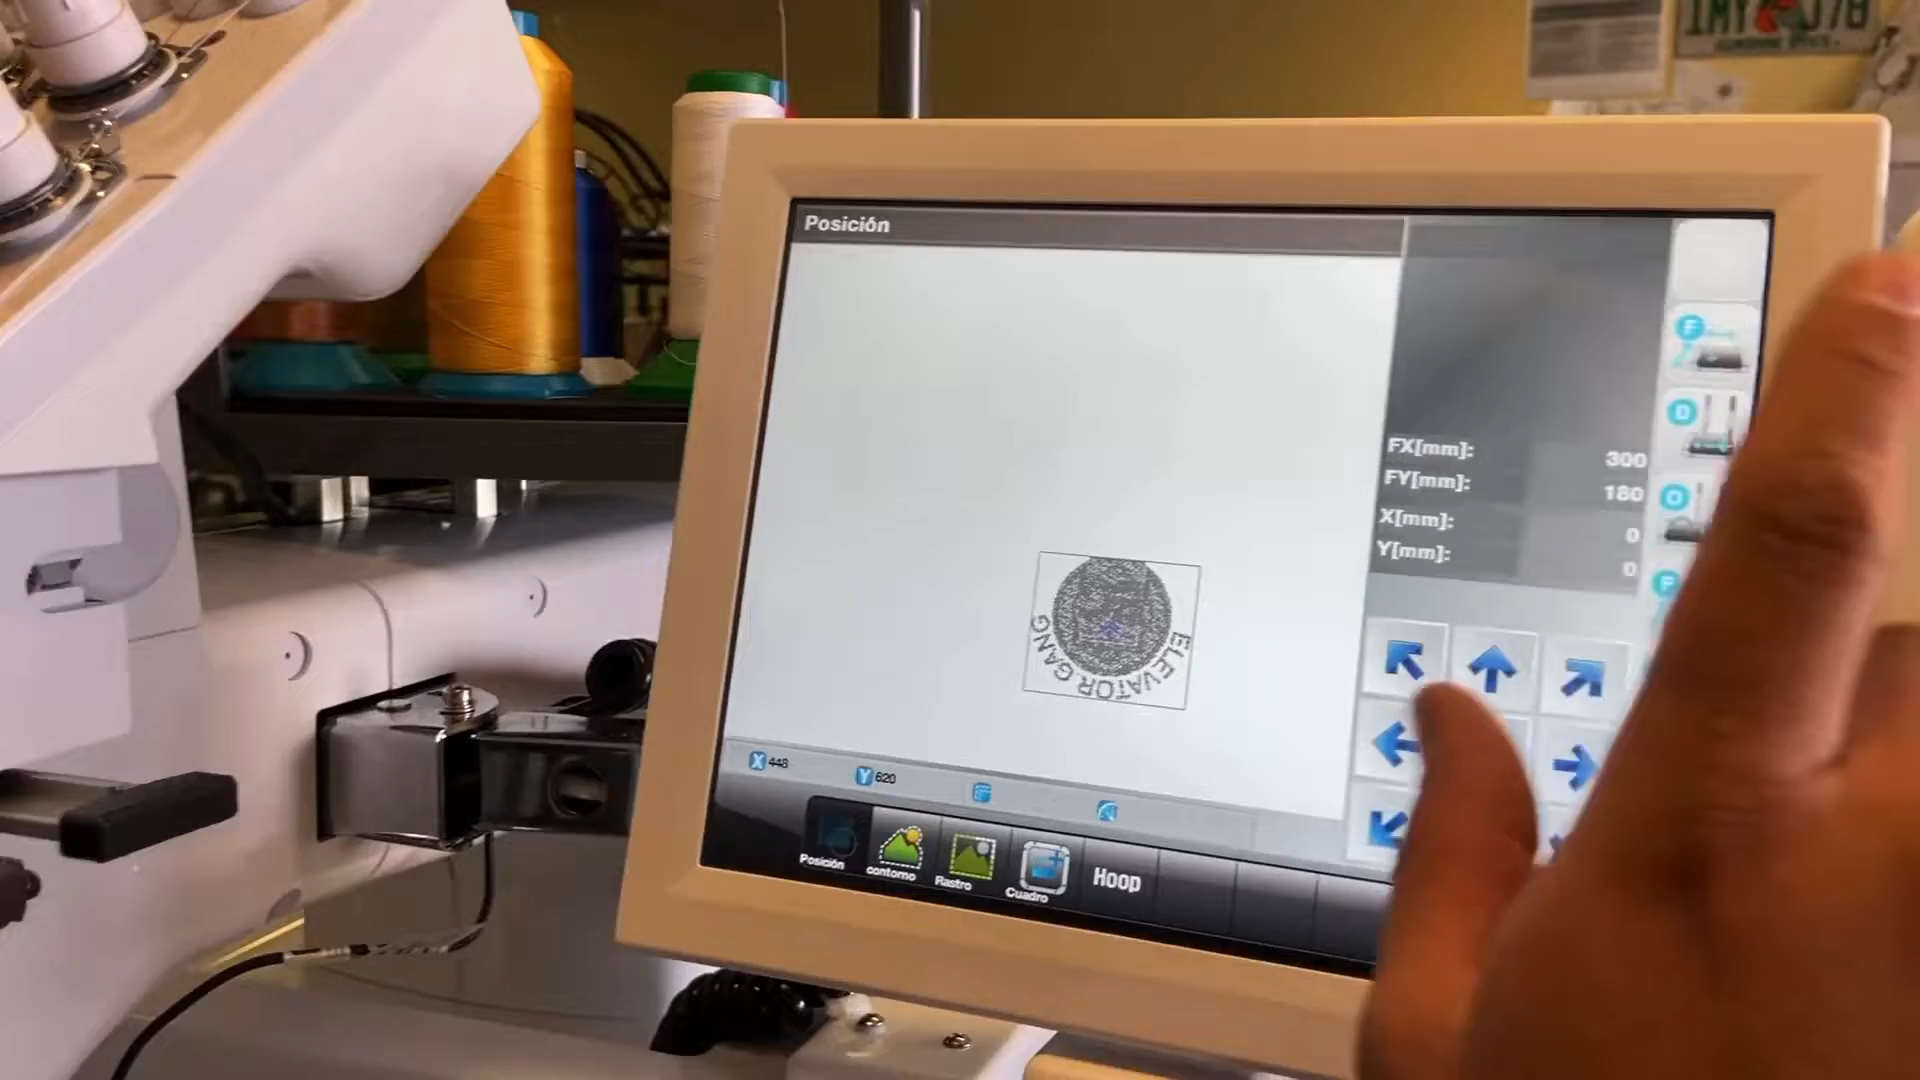 Posición
FX[mm]: 300
FY[mm]: 180
X[mm]: 0
Y[mm]: 0
F
D
O
P
ELEVATOR GANG
X 448
Y 620
Posición
contorno
Rastro
Cuadro
Hoop